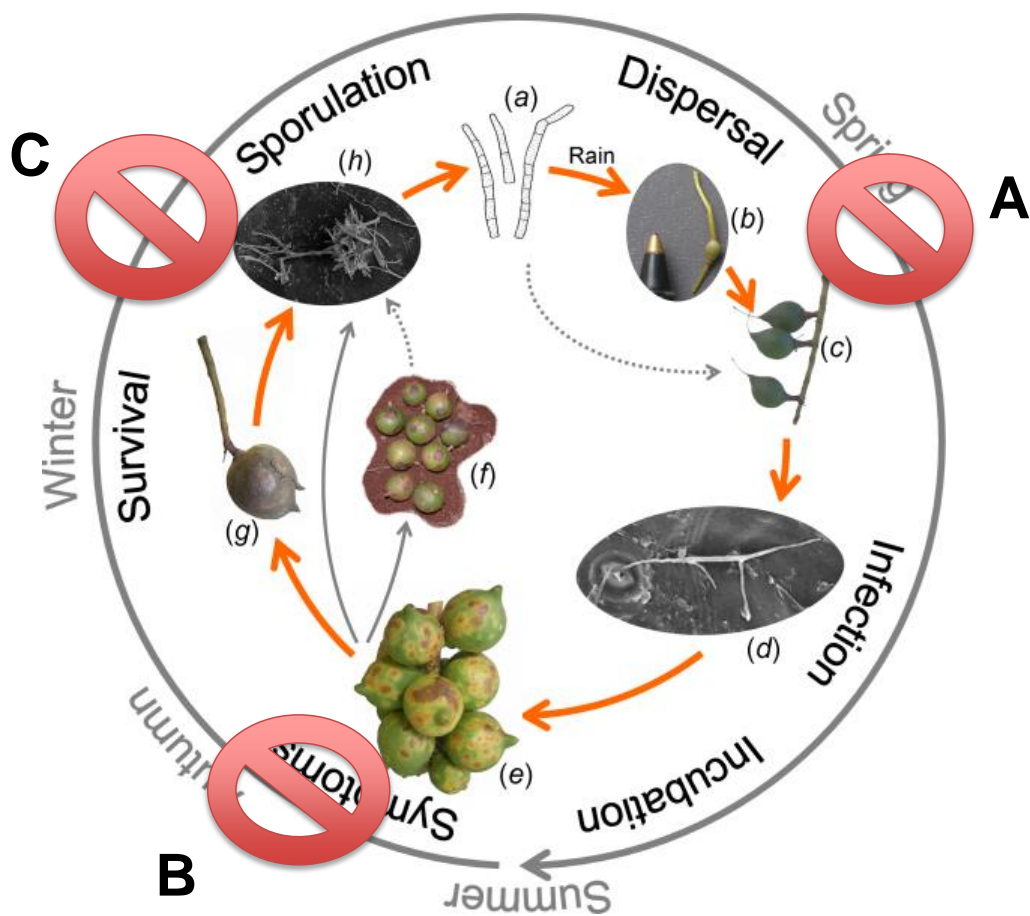 Sporulation
Dispersal
Spring
(a)
C
(h)
Rain
A
(b)
(c)
Winter
Survival
(f)
(g)
Infection
(d)
Autumn
Symptoms
(e)
Incubation
B
Summer